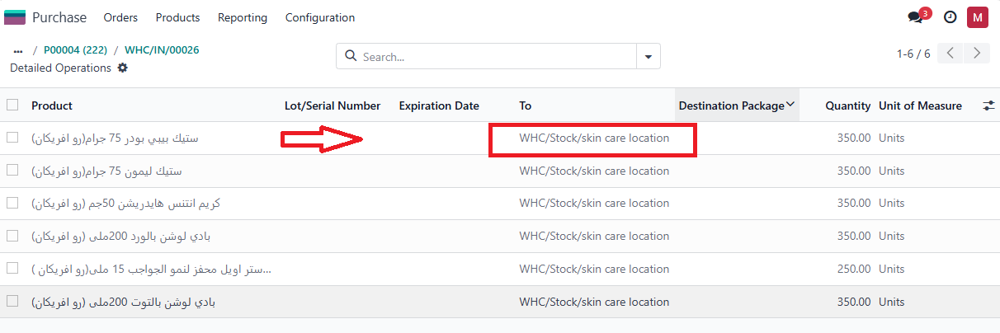 Purchase Orders Products Reporting Configuration 3 M
... / P00004 (222) / WHC/IN/00026
Search...
1-6 / 6
Detailed Operations
Product Lot/Serial Number Expiration Date To Destination Package Quantity Unit of Measure
ستيك بيبي بودر 75 جرام(رو افريكان) WHC/Stock/skin care location 350.00 Units
ستيك ليمون 75 جرام(رو افريكان) WHC/Stock/skin care location 350.00 Units
كريم انتنس هايدريشن 50جم (رو افريكان) WHC/Stock/skin care location 350.00 Units
بادي لوشن بالورد 200ملى (رو افريكان) WHC/Stock/skin care location 350.00 Units
ستر اويل محفز لنمو الحواجب 15 ملى(رو افريكان )... WHC/Stock/skin care location 250.00 Units
بادي لوشن بالتوت 200ملى (رو افريكان) WHC/Stock/skin care location 350.00 Units